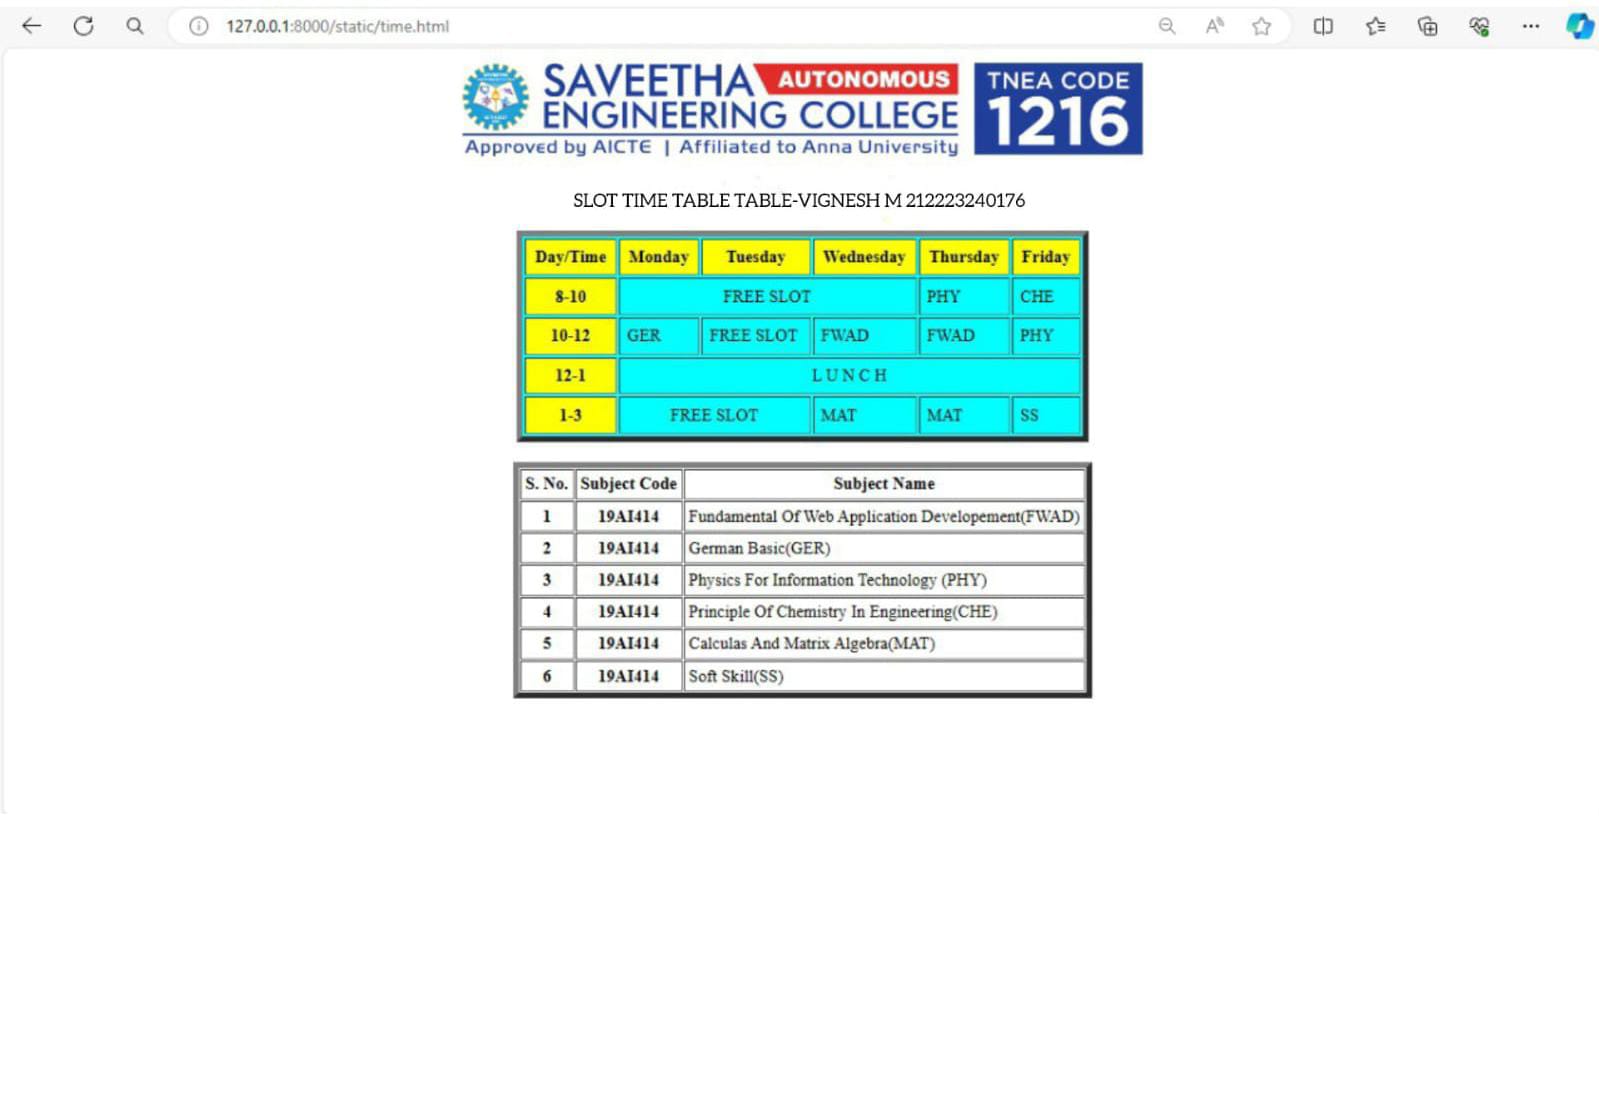 127.0.0.1:8000/static/time.html
SAVEETHA AUTONOMOUS
ENGINEERING COLLEGE
Approved by AICTE | Affiliated to Anna University
TNEA CODE
1216
SLOT TIME TABLE TABLE-VIGNESH M 212223240176
Day/Time Monday Tuesday Wednesday Thursday Friday
8-10 FREE SLOT PHY CHE
10-12 GER FREE SLOT FWAD FWAD PHY
12-1 L U N C H
1-3 FREE SLOT MAT MAT SS
S. No. Subject Code Subject Name
1 19AI414 Fundamental Of Web Application Developement(FWAD)
2 19AI414 German Basic(GER)
3 19AI414 Physics For Information Technology (PHY)
4 19AI414 Principle Of Chemistry In Engineering(CHE)
5 19AI414 Calculas And Matrix Algebra(MAT)
6 19AI414 Soft Skill(SS)